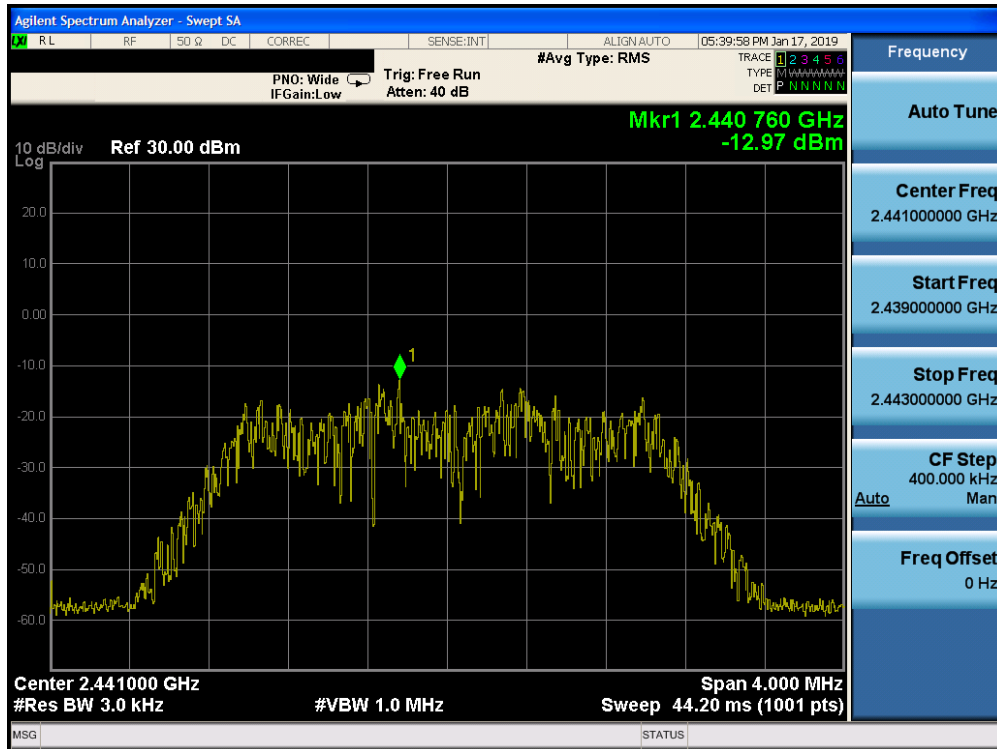 Agilent Spectrum Analyzer - Swept SA
LXI RL RF 50 Ω DC CORREC SENSE:INT ALIGN AUTO 05:39:58 PM Jan 17, 2019
#Avg Type: RMS
PNO: Wide
IFGain:Low
Trig: Free Run
Atten: 40 dB
TRACE 1 2 3 4 5 6
TYPE M WWWWW
DET P N N N N N
Mkr1 2.440 760 GHz
-12.97 dBm
10 dB/div Ref 30.00 dBm
Log
20.0
10.0
0.00
-10.0
-20.0
-30.0
-40.0
-50.0
-60.0
1
Center 2.441000 GHz Span 4.000 MHz
#Res BW 3.0 kHz #VBW 1.0 MHz Sweep 44.20 ms (1001 pts)
MSG STATUS
Frequency
Auto Tune
Center Freq
2.441000000 GHz
Start Freq
2.439000000 GHz
Stop Freq
2.443000000 GHz
CF Step
400.000 kHz
Auto Man
Freq Offset
0 Hz